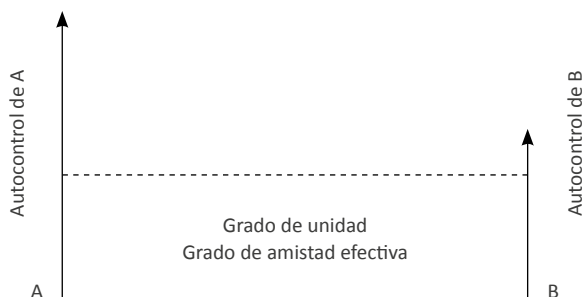 Autocontrol de A
Autocontrol de B
Grado de unidad
Grado de amistad efectiva
A
B